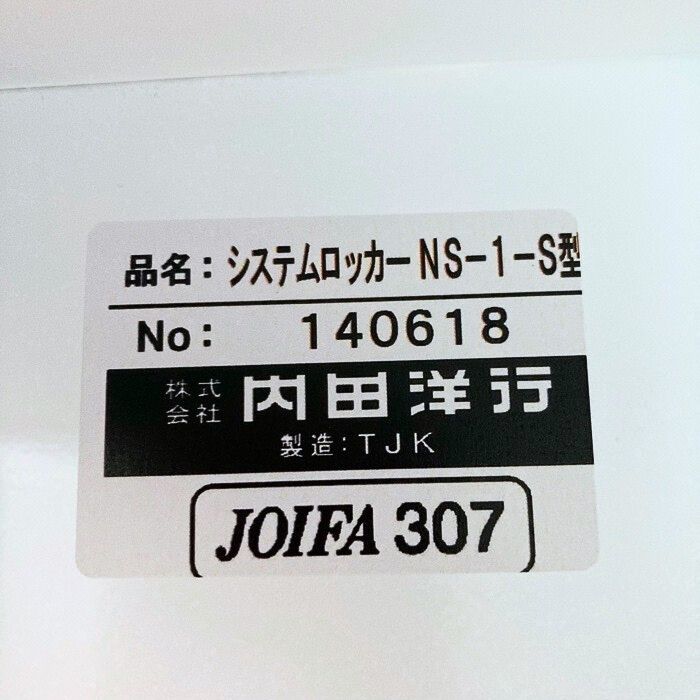 品名：システムロッカーNS-1-S型
No： 140618
株式会社 内田洋行
製造：TJK
JOIFA 307